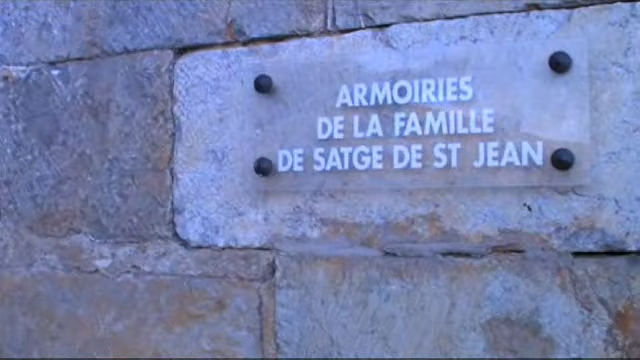 ARMOIRIES
DE LA FAMILLE
DE SATGE DE ST JEAN